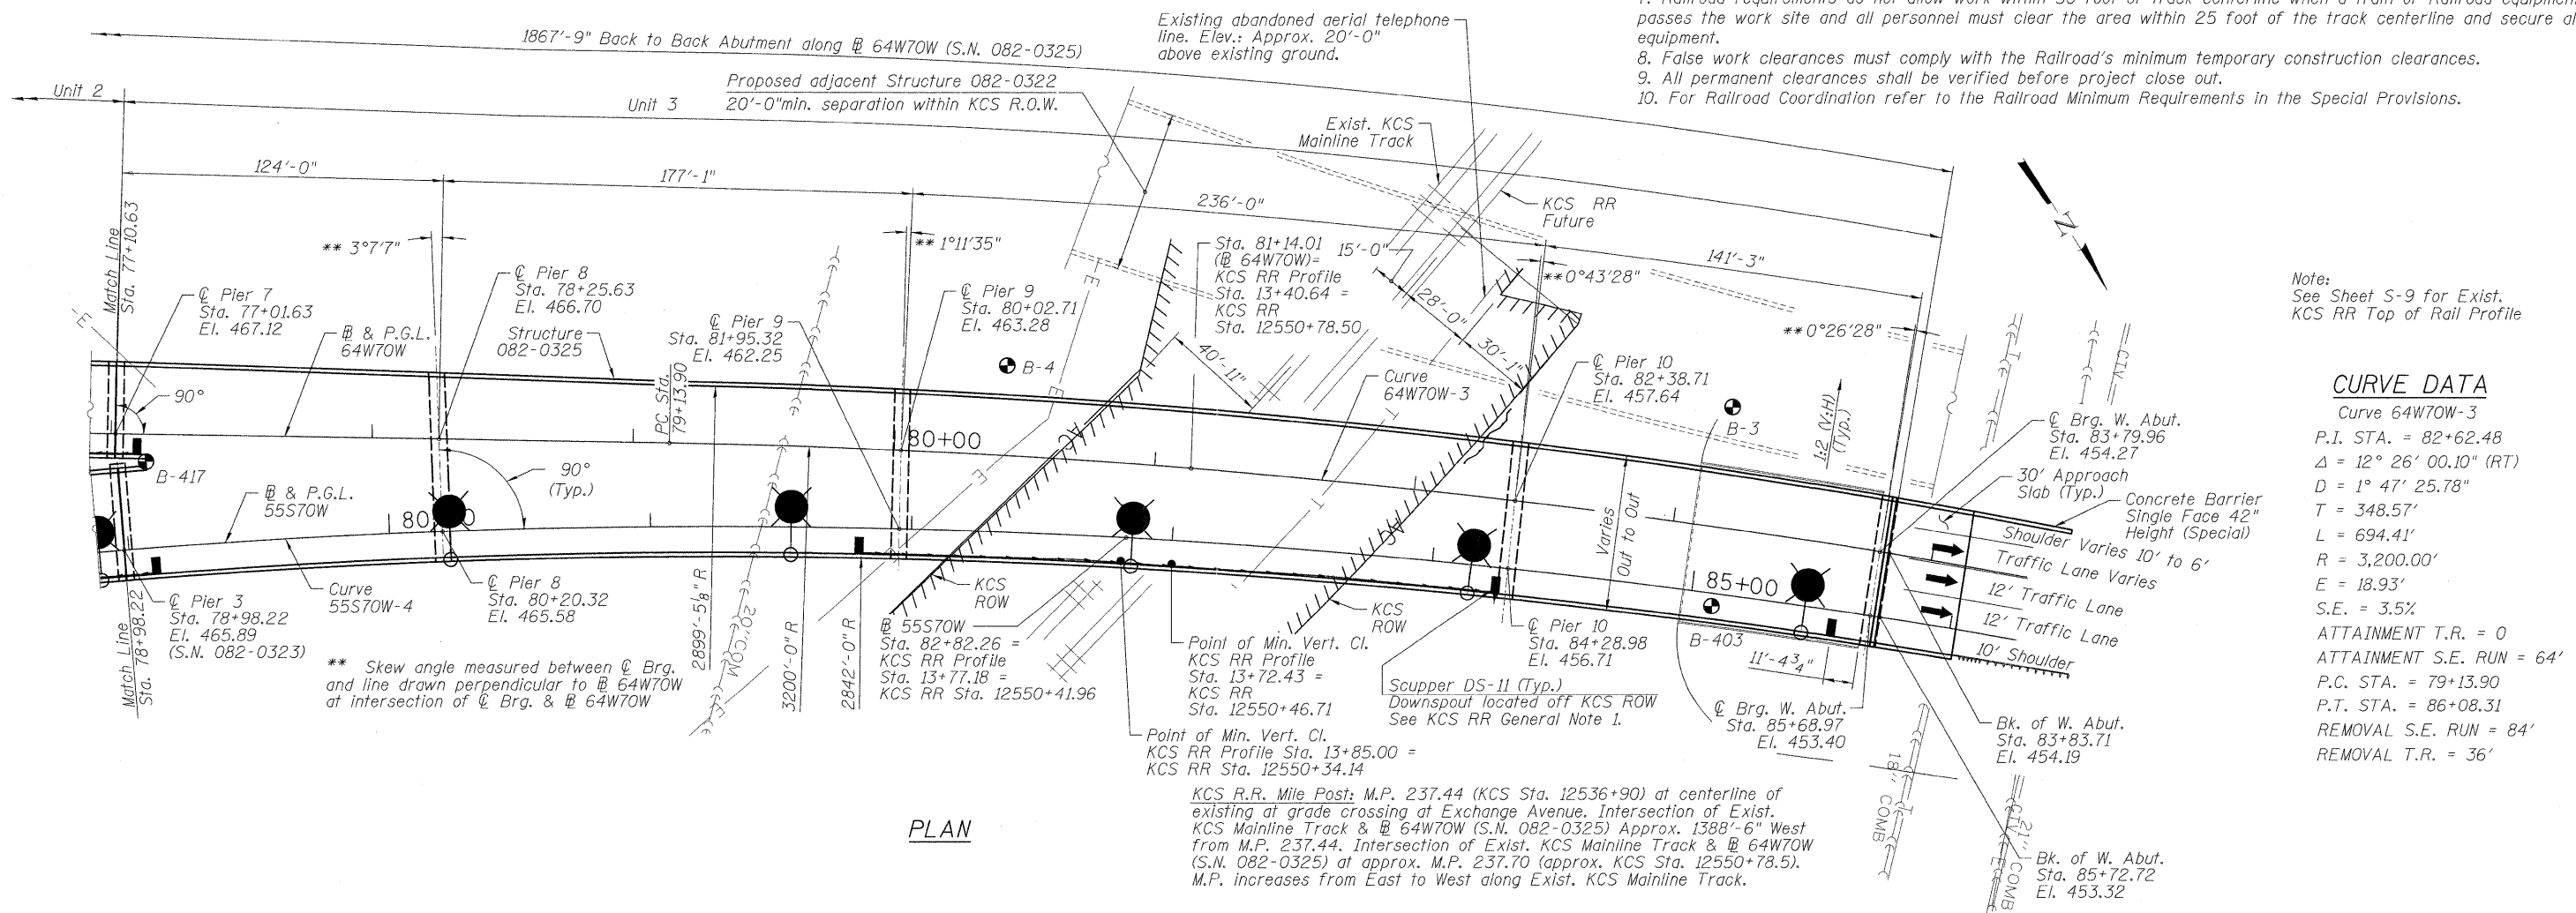 passes the work site and all personnel must clear the area within 25 foot of the track centerline and secure al
equipment.
8. False work clearances must comply with the Railroad's minimum temporary construction clearances.
9. All permanent clearances shall be verified before project close out.
10. For Railroad Coordination refer to the Railroad Minimum Requirements in the Special Provisions.
Existing abandoned aerial telephone
line. Elev.: Approx. 20'-0"
above existing ground.
1867'-9" Back to Back Abutment along ℄ 64W70W (S.N. 082-0325)
Proposed adjacent Structure 082-0322
20'-0"min. separation within KCS R.O.W.
Unit 2
Unit 3
Exist. KCS
Mainline Track
KCS RR
Future
124'-0"
177'-1"
236'-0"
141'-3"
Match Line
Sta. 77+10.63
** 3°7'7"
** 1°11'35"
**0°43'28"
**0°26'28"
℄ Pier 7
Sta. 77+01.63
El. 467.12
℄ Pier 8
Sta. 78+25.63
El. 466.70
℄ & P.G.L.
64W70W
Structure
082-0325
℄ Pier 9
Sta. 81+95.32
El. 462.25
℄ Pier 9
Sta. 80+02.71
El. 463.28
Sta. 81+14.01
(℄ 64W70W)=
KCS RR Profile
Sta. 13+40.64 =
KCS RR
Sta. 12550+78.50
15'-0"
28'-0"
30'-1"
40'-11"
PC Sta.
79+13.90
B-4
Curve
64W70W-3
℄ Pier 10
Sta. 82+38.71
El. 457.64
B-3
1:2 (V:H)
(Typ.)
E
E
E
E
E
T
T
T
CTV
AC
AC
90°
B-417
80+00
90°
(Typ.)
℄ & P.G.L.
55S70W
80+00
Varies
Out to Out
85+00
℄ Brg. W. Abut.
Sta. 83+79.96
El. 454.27
30' Approach
Slab (Typ.)
Concrete Barrier
Single Face 42"
Height (Special)
Shoulder Varies 10' to 6'
Traffic Lane Varies
12' Traffic Lane
12' Traffic Lane
10' Shoulder
℄ Pier 3
Sta. 78+98.22
El. 465.89
(S.N. 082-0323)
Match Line
Sta. 78+98.22
Curve
55S70W-4
℄ Pier 8
Sta. 80+20.32
El. 465.58
** Skew angle measured between ℄ Brg.
and line drawn perpendicular to ℄ 64W70W
at intersection of ℄ Brg. & ℄ 64W70W
2899'-5⅛" R
20" COM
3200'-0" R
2842'-0" R
KCS
ROW
℄ 55S70W
Sta. 82+82.26 =
KCS RR Profile
Sta. 13+77.18 =
KCS RR Sta. 12550+41.96
Point of Min. Vert. Cl.
KCS RR Profile
Sta. 13+72.43 =
KCS RR
Sta. 12550+46.71
KCS
ROW
Scupper DS-11 (Typ.)
Downspout located off KCS ROW
See KCS RR General Note 1.
℄ Pier 10
Sta. 84+28.98
El. 456.71
B-403
11'-4¾"
℄ Brg. W. Abut.
Sta. 85+68.97
El. 453.40
Bk. of W. Abut.
Sta. 83+83.71
El. 454.19
Point of Min. Vert. Cl.
KCS RR Profile Sta. 13+85.00 =
KCS RR Sta. 12550+34.14
18" COMB
21" COMB
CTV
E
Bk. of W. Abut.
Sta. 85+72.72
El. 453.32
KCS R.R. Mile Post: M.P. 237.44 (KCS Sta. 12536+90) at centerline of
existing at grade crossing at Exchange Avenue. Intersection of Exist.
KCS Mainline Track & ℄ 64W70W (S.N. 082-0325) Approx. 1388'-6" West
from M.P. 237.44. Intersection of Exist. KCS Mainline Track & ℄ 64W70W
(S.N. 082-0325) at approx. M.P. 237.70 (approx. KCS Sta. 12550+78.5).
M.P. increases from East to West along Exist. KCS Mainline Track.
PLAN
N
Note:
See Sheet S-9 for Exist.
KCS RR Top of Rail Profile
CURVE DATA
Curve 64W70W-3
P.I. STA. = 82+62.48
Δ = 12° 26' 00.10" (RT)
D = 1° 47' 25.78"
T = 348.57'
L = 694.41'
R = 3,200.00'
E = 18.93'
S.E. = 3.5%
ATTAINMENT T.R. = 0
ATTAINMENT S.E. RUN = 64'
P.C. STA. = 79+13.90
P.T. STA. = 86+08.31
REMOVAL S.E. RUN = 84'
REMOVAL T.R. = 36'